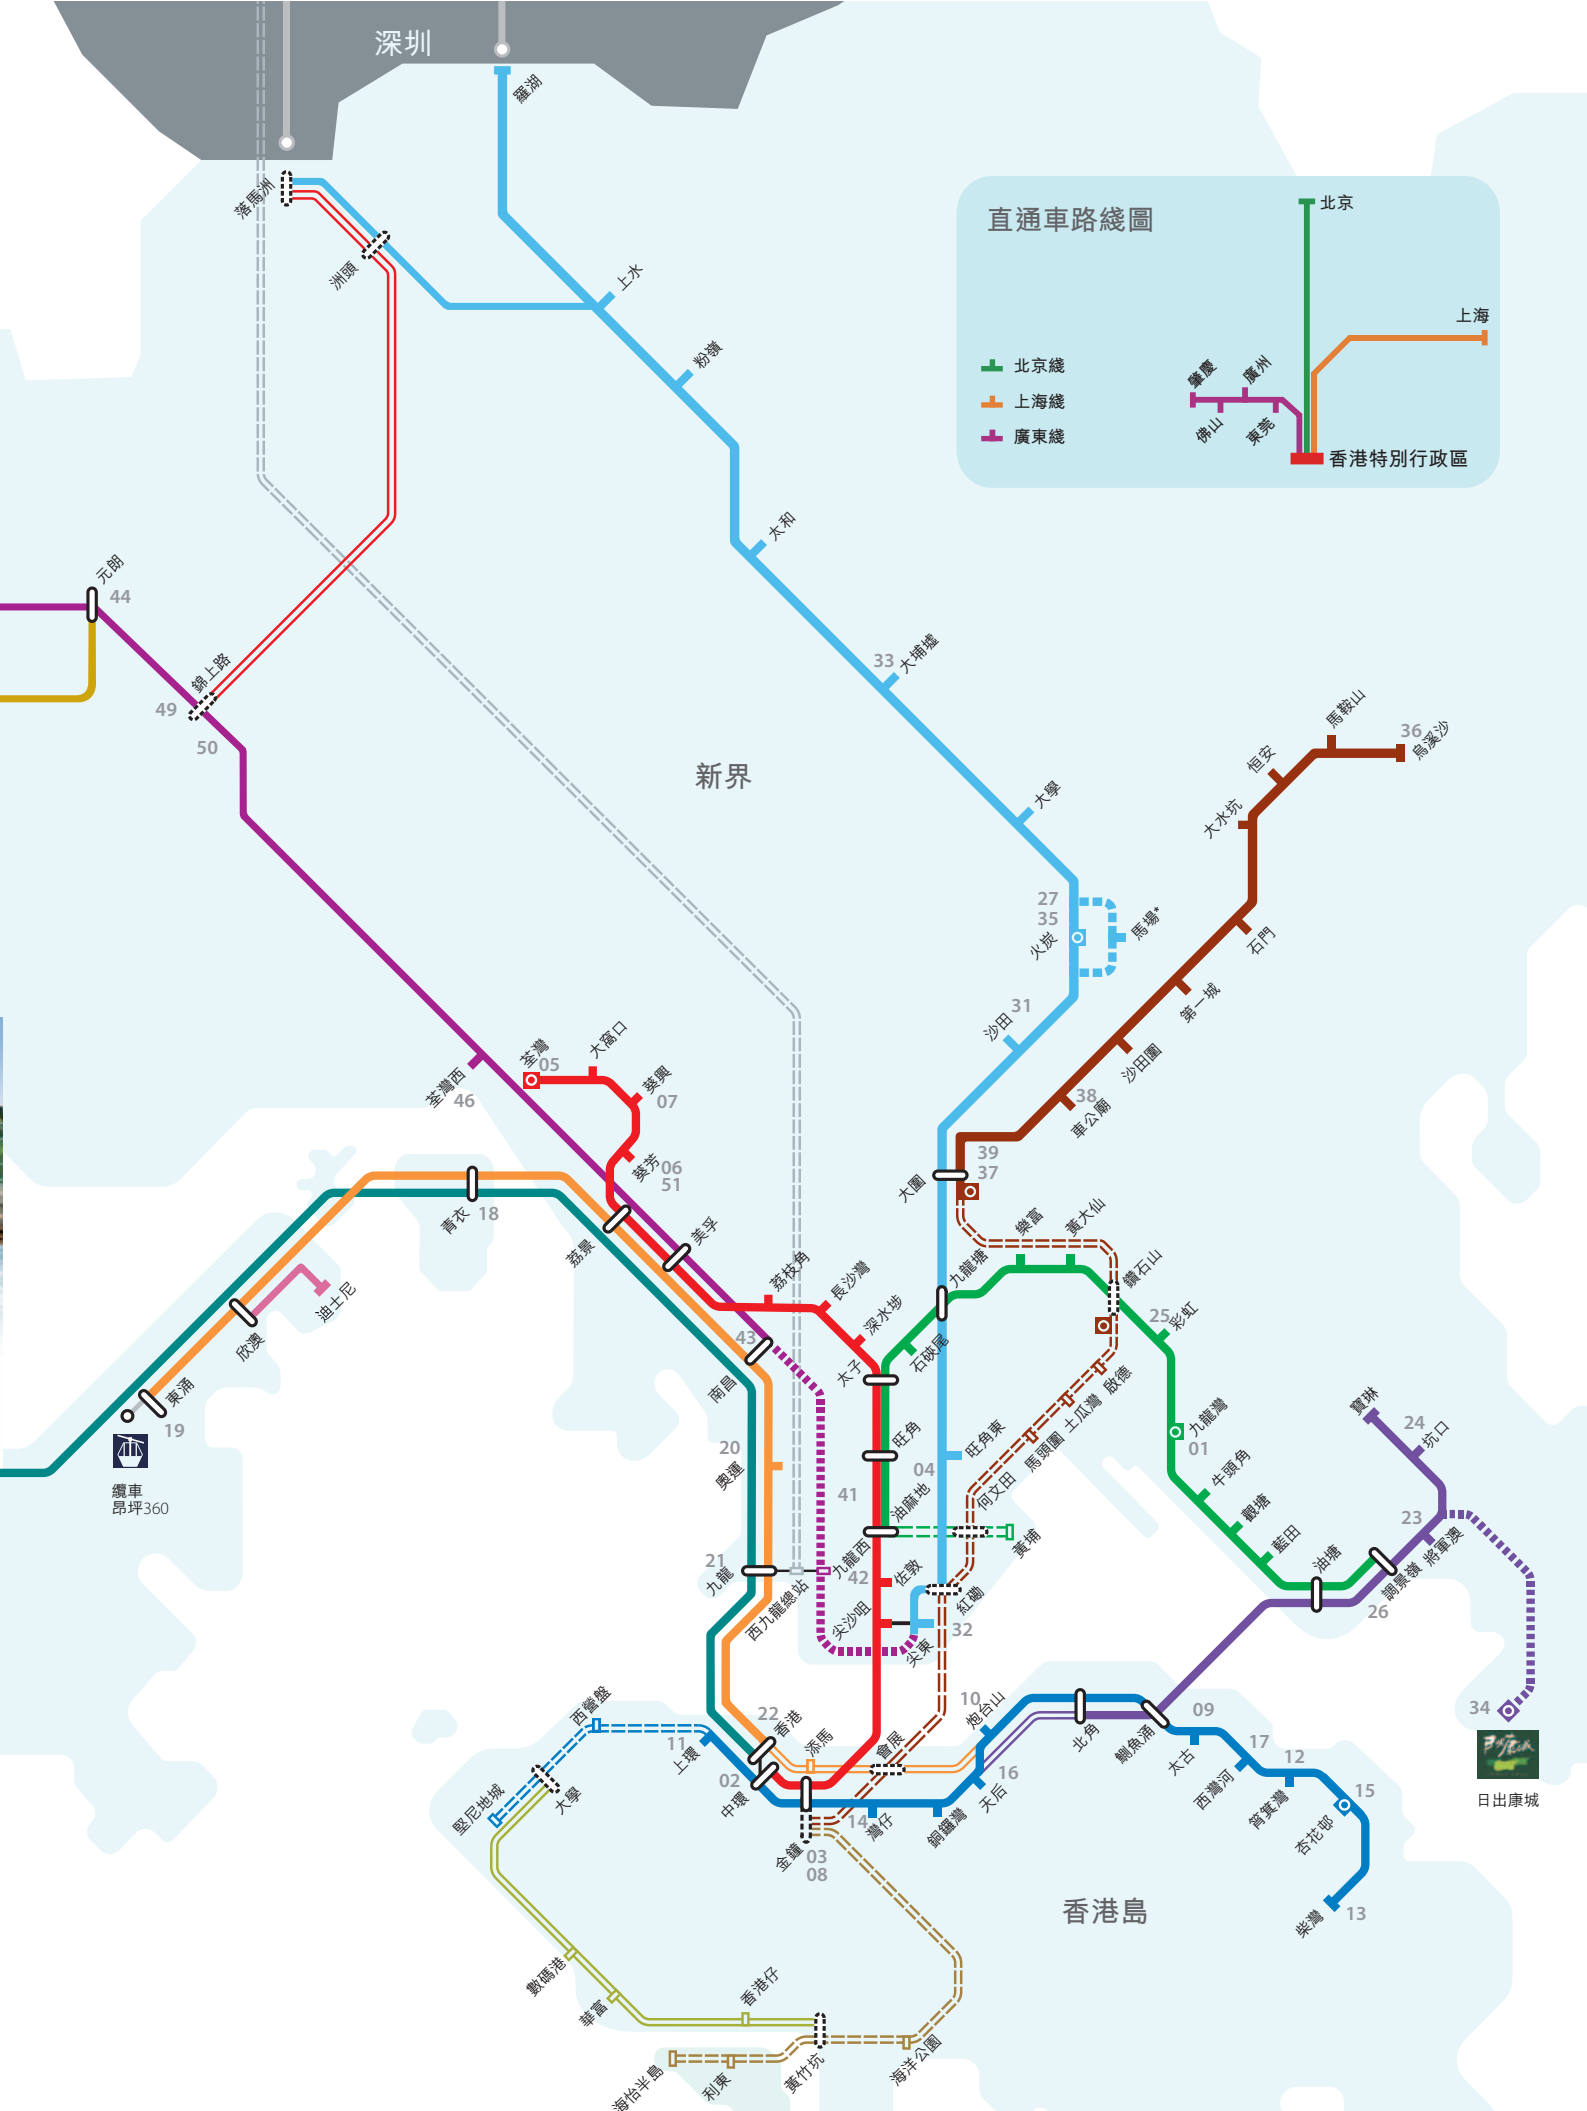 深圳
羅湖
落馬洲
洲頭
上水
粉嶺
直通車路綫圖
北京
上海
北京綫
上海綫
廣東綫
肇慶
廣州
佛山
東莞
香港特別行政區
太和
元朗
44
錦上路
49
50
33
大埔墟
新界
馬鞍山
36
烏溪沙
恒安
大水坑
大學
27
35
火炭
馬場*
石門
第一城
31
沙田
沙田圍
38
車公廟
荃灣
05
大窩口
葵興
07
荃灣西
46
葵芳
06
51
39
37
大圍
青衣
18
荔景
美孚
樂富
黃大仙
九龍塘
鑽石山
迪士尼
欣澳
荔枝角
長沙灣
深水埗
25
彩虹
43
南昌
太子
石硤尾
啟德
東涌
19
纜車
昂坪360
20
奧運
旺角
旺角東
04
土瓜灣
馬頭圍
九龍灣
01
寶琳
24
坑口
41
油麻地
何文田
牛頭角
觀塘
藍田
23
將軍澳
黃埔
21
九龍
九龍西
西九龍總站
42
佐敦
紅磡
油塘
調景嶺
26
尖沙咀
尖東
32
西營盤
22
香港
添馬
會展
10
炮台山
北角
鰂魚涌
09
34
日出康城
11
上環
02
中環
16
天后
太古
17
西灣河
12
筲箕灣
15
杏花邨
堅尼地城
大學
金鐘
03
08
14
灣仔
銅鑼灣
香港島
柴灣
13
數碼港
華富
香港仔
海怡半島
利東
黃竹坑
海洋公園